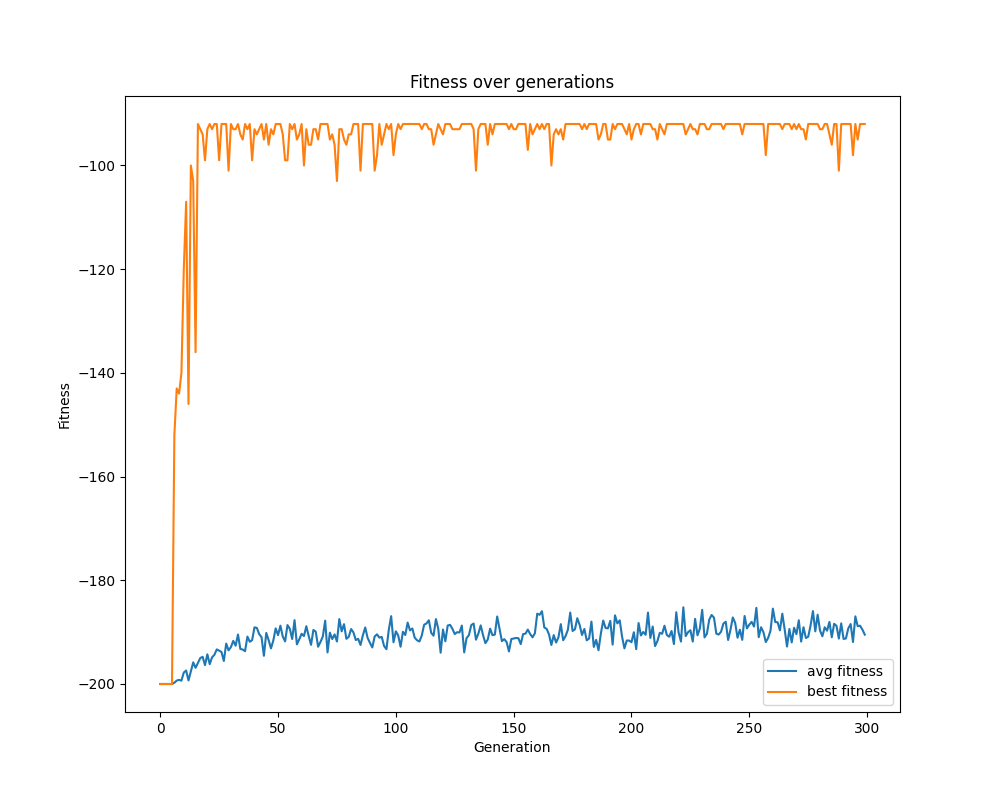 Fitness over generations
Fitness
−100
−120
−140
−160
−180
−200
0 50 100 150 200 250 300
Generation
avg fitness
best fitness